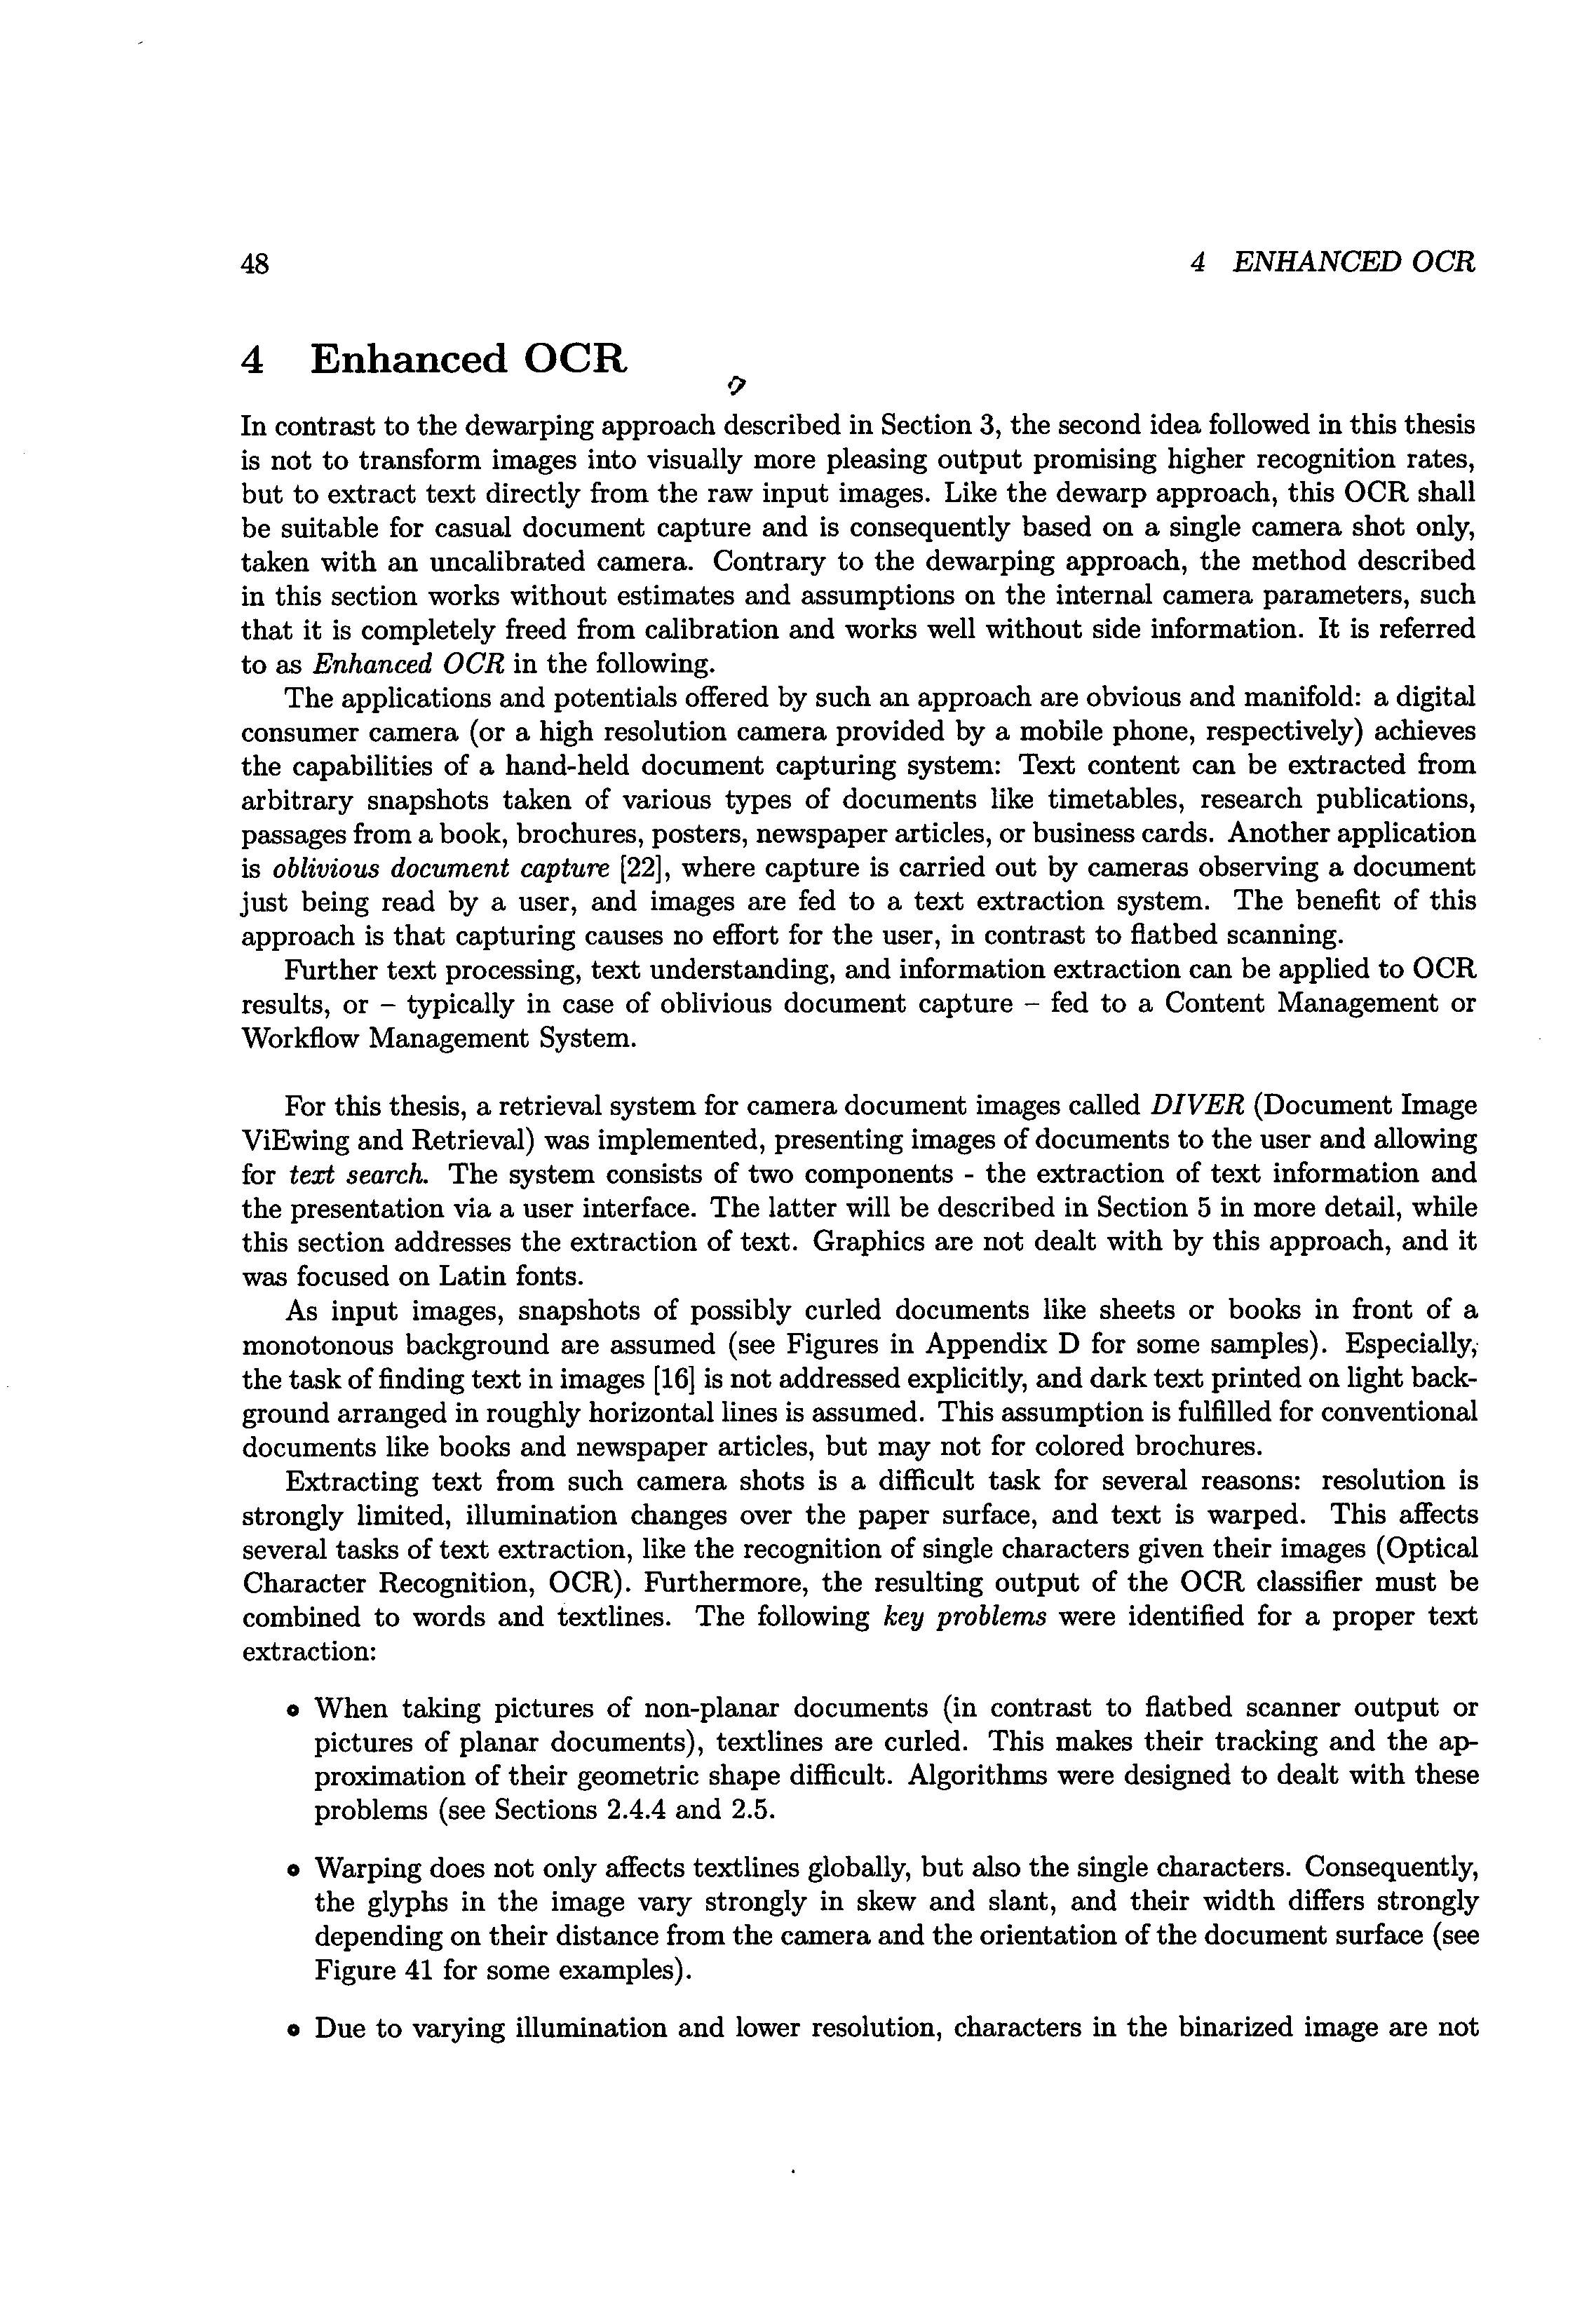 48 4 ENHANCED OCR
4 Enhanced OCR
In contrast to the dewarping approach described in Section 3, the second idea followed in this thesis
is not to transform images into visually more pleasing output promising higher recognition rates,
but to extract text directly from the raw input images. Like the dewarp approach, this OCR shall
be suitable for casual document capture and is consequently based on a single camera shot only,
taken with an uncalibrated camera. Contrary to the dewarping approach, the method described
in this section works without estimates and assumptions on the internal camera parameters, such
that it is completely freed from calibration and works well without side information. It is referred
to as Enhanced OCR in the following.
The applications and potentials offered by such an approach are obvious and manifold: a digital
consumer camera (or a high resolution camera provided by a mobile phone, respectively) achieves
the capabilities of a hand-held document capturing system: Text content can be extracted from
arbitrary snapshots taken of various types of documents like timetables, research publications,
passages from a book, brochures, posters, newspaper articles, or business cards. Another application
is oblivious document capture [22], where capture is carried out by cameras observing a document
just being read by a user, and images are fed to a text extraction system. The benefit of this
approach is that capturing causes no effort for the user, in contrast to flatbed scanning.
Further text processing, text understanding, and information extraction can be applied to OCR
results, or – typically in case of oblivious document capture – fed to a Content Management or
Workflow Management System.
For this thesis, a retrieval system for camera document images called DIVER (Document Image
ViEwing and Retrieval) was implemented, presenting images of documents to the user and allowing
for text search. The system consists of two components - the extraction of text information and
the presentation via a user interface. The latter will be described in Section 5 in more detail, while
this section addresses the extraction of text. Graphics are not dealt with by this approach, and it
was focused on Latin fonts.
As input images, snapshots of possibly curled documents like sheets or books in front of a
monotonous background are assumed (see Figures in Appendix D for some samples). Especially,
the task of finding text in images [16] is not addressed explicitly, and dark text printed on light back-
ground arranged in roughly horizontal lines is assumed. This assumption is fulfilled for conventional
documents like books and newspaper articles, but may not for colored brochures.
Extracting text from such camera shots is a difficult task for several reasons: resolution is
strongly limited, illumination changes over the paper surface, and text is warped. This affects
several tasks of text extraction, like the recognition of single characters given their images (Optical
Character Recognition, OCR). Furthermore, the resulting output of the OCR classifier must be
combined to words and textlines. The following key problems were identified for a proper text
extraction:
• When taking pictures of non-planar documents (in contrast to flatbed scanner output or
pictures of planar documents), textlines are curled. This makes their tracking and the ap-
proximation of their geometric shape difficult. Algorithms were designed to dealt with these
problems (see Sections 2.4.4 and 2.5.
• Warping does not only affects textlines globally, but also the single characters. Consequently,
the glyphs in the image vary strongly in skew and slant, and their width differs strongly
depending on their distance from the camera and the orientation of the document surface (see
Figure 41 for some examples).
• Due to varying illumination and lower resolution, characters in the binarized image are not